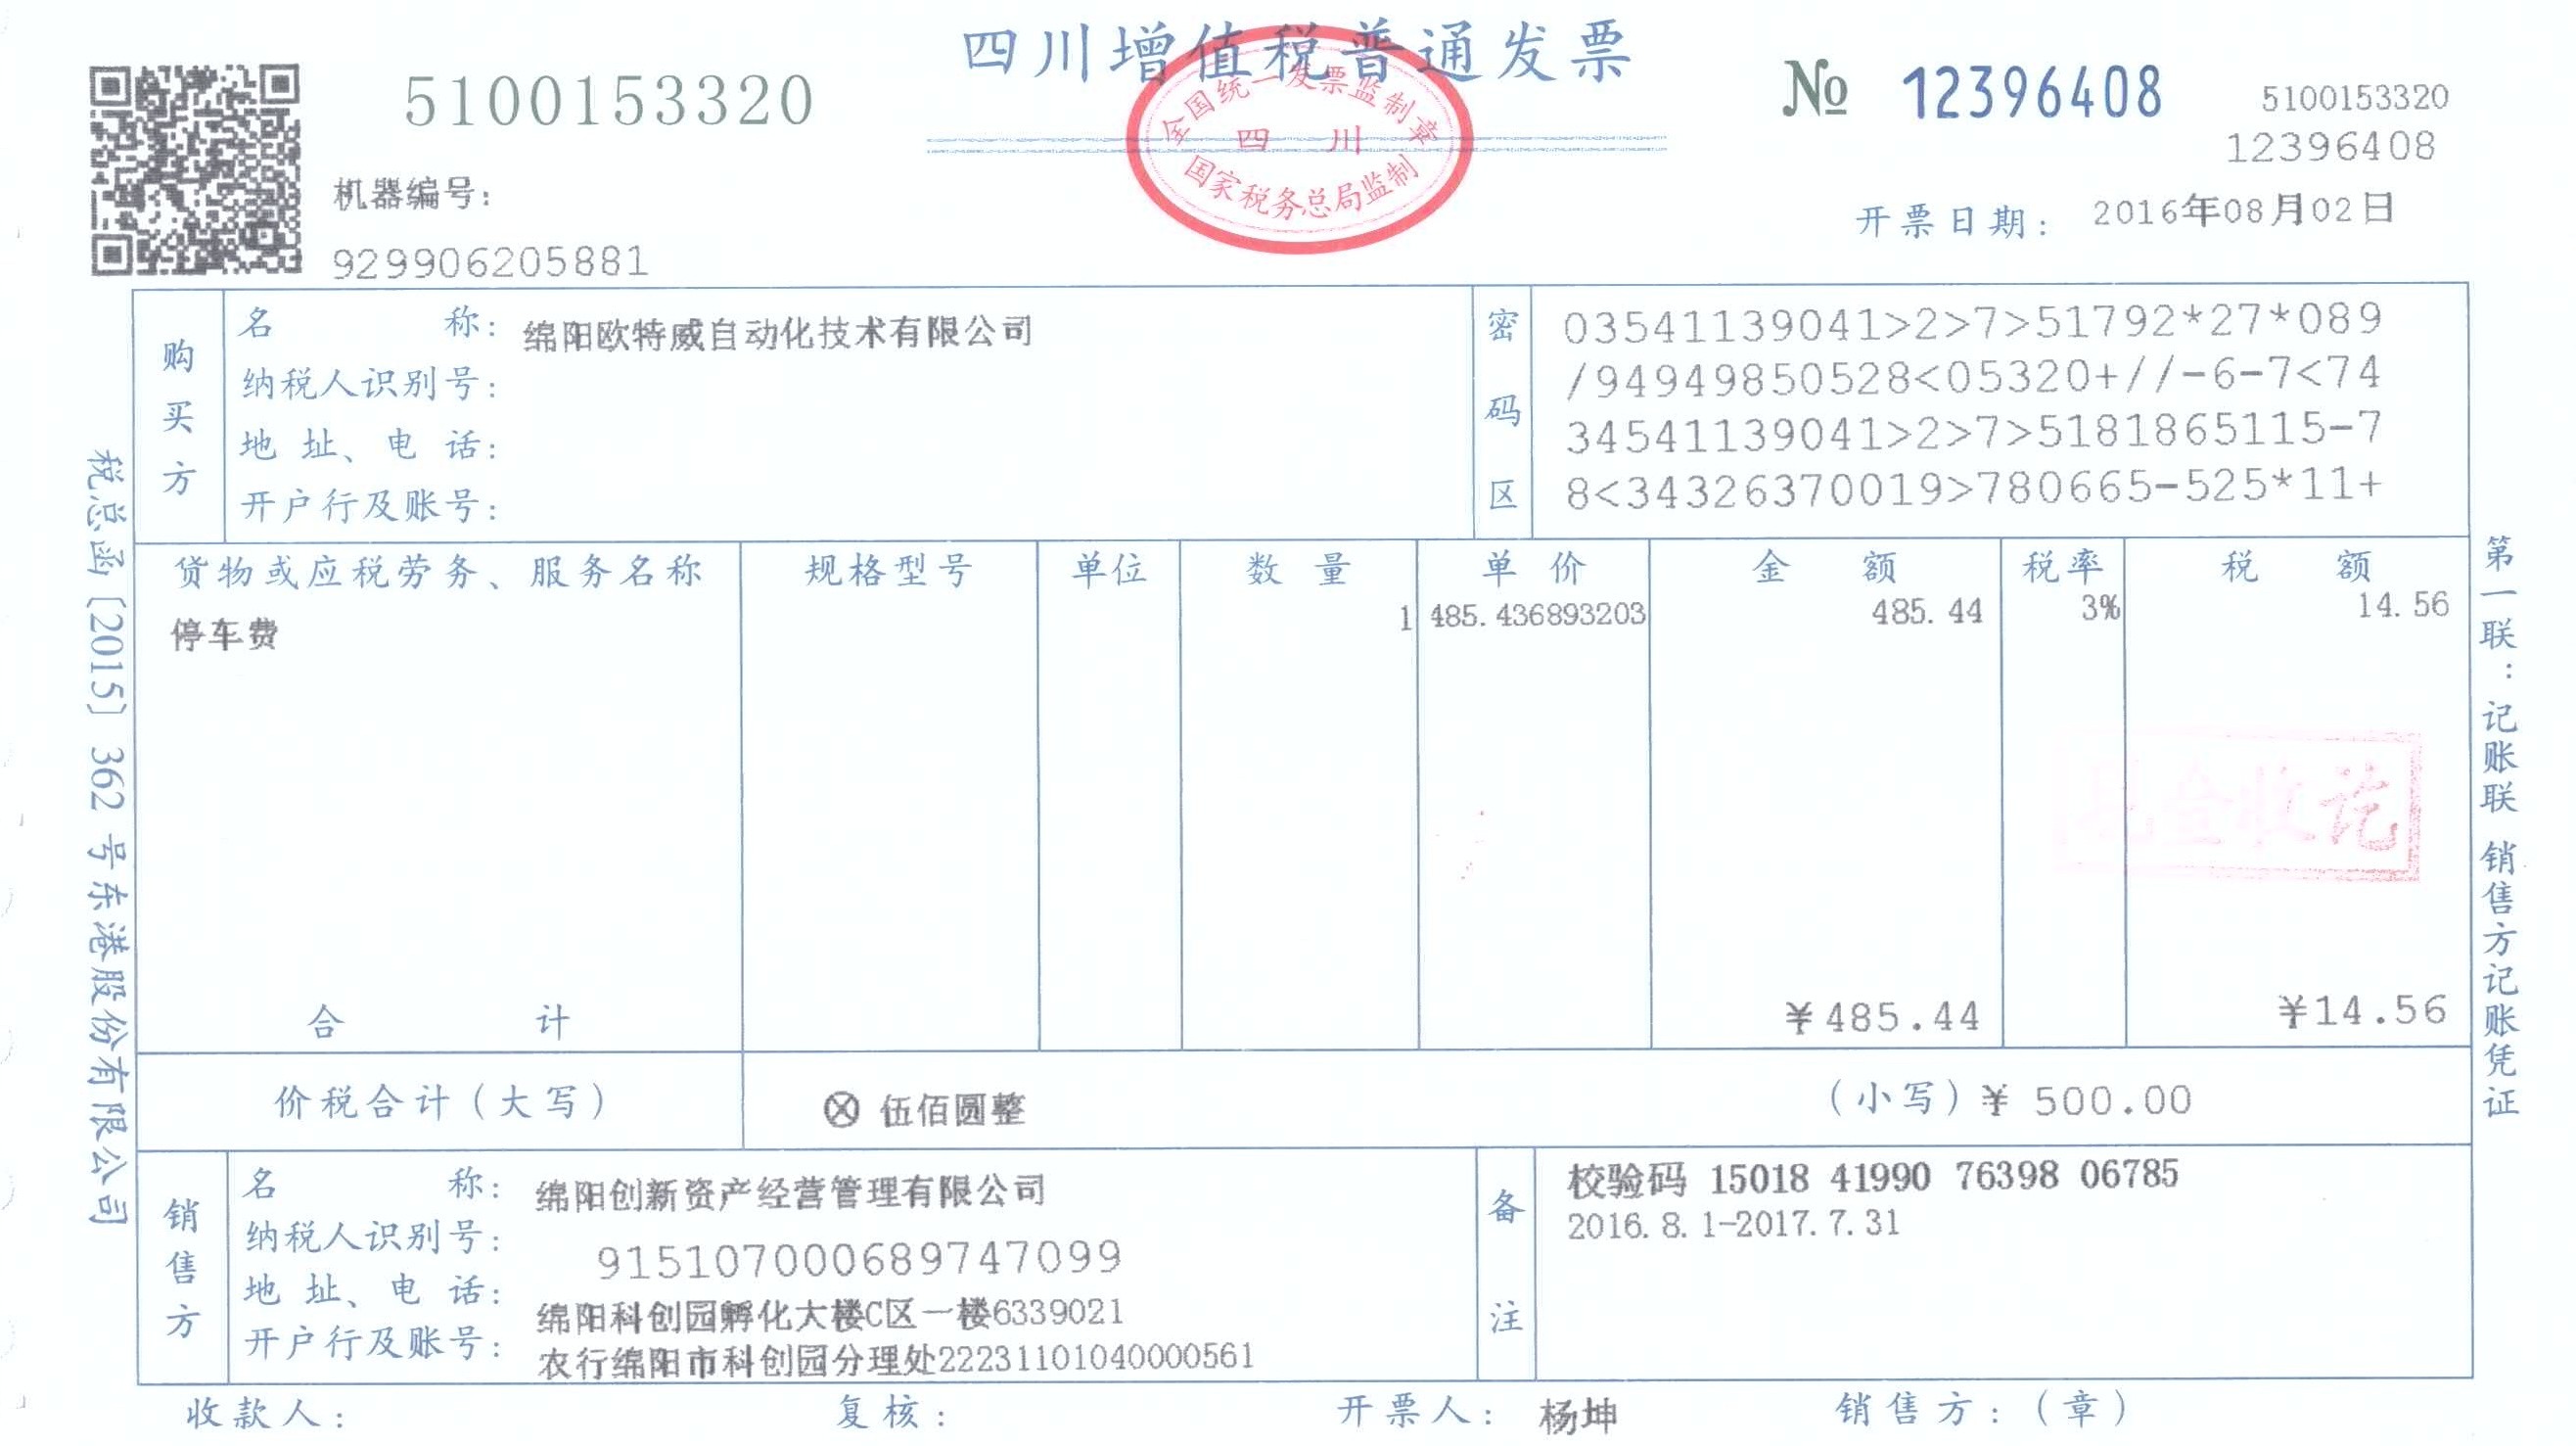 四川增值税普通发票
5100153320
№ 12396408
5100153320
12396408
全国统一发票监制章
四 川
国家税务总局监制
机器编号：
929906205881
开票日期： 2016年08月02日
购买方
名 称： 绵阳欧特威自动化技术有限公司
纳税人识别号：
地 址、电 话：
开户行及账号：
密码区
03541139041>2>7>51792*27*089
/94949850528<05320+//-6-7<74
34541139041>2>7>5181865115-7
8<34326370019>780665-525*11+
货物或应税劳务、服务名称 规格型号 单位 数 量 单 价 金 额 税率 税 额
停车费 1 485.436893203 485.44 3% 14.56
合 计 ¥485.44 ¥14.56
价税合计（大写） ⊗ 伍佰圆整 （小写）¥ 500.00
销售方
名 称： 绵阳创新资产经营管理有限公司
纳税人识别号： 915107000689747099
地 址、电 话： 绵阳科创园孵化大楼C区一楼6339021
开户行及账号： 农行绵阳市科创园分理处22231101040000561
备注
校验码 15018 41990 76398 06785
2016.8.1-2017.7.31
收款人： 复核： 开票人： 杨坤 销售方：（章）
税总函〔2015〕362号东港股份有限公司
第一联：记账联 销售方记账凭证